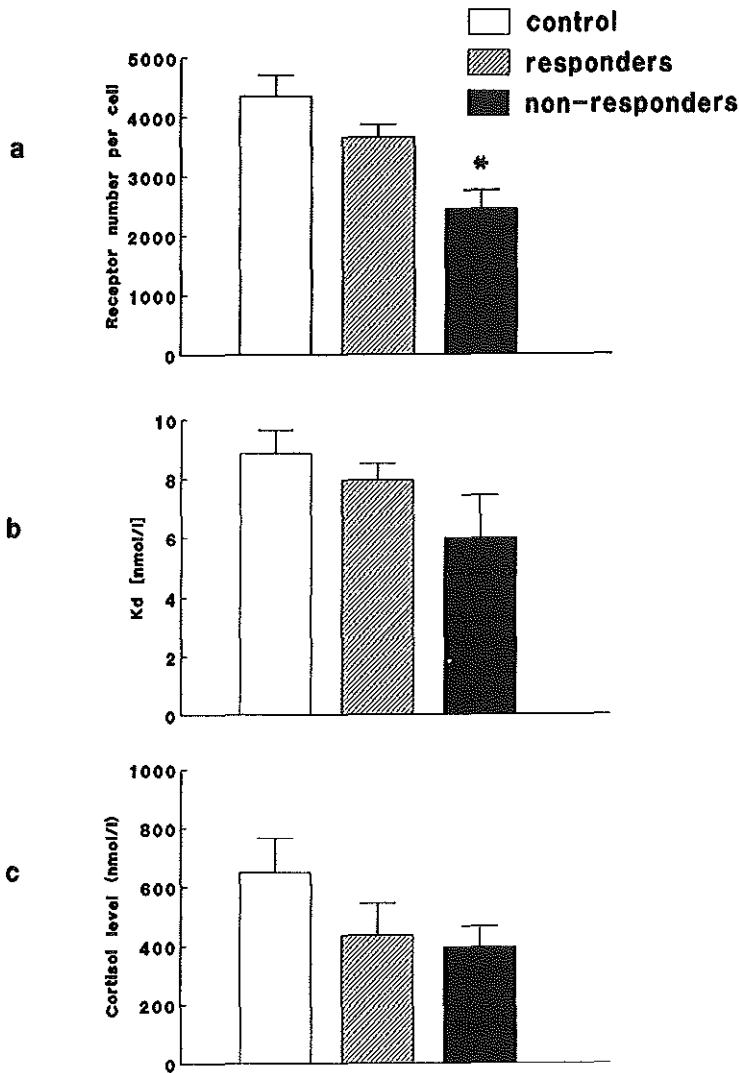 control
responders
non-responders
a
Receptor number per cell
5000
4000
3000
2000
1000
0
*
b
Kd [nmol/l]
10
8
6
4
2
0
c
Cortisol level (nmol/l)
1000
800
600
400
200
0